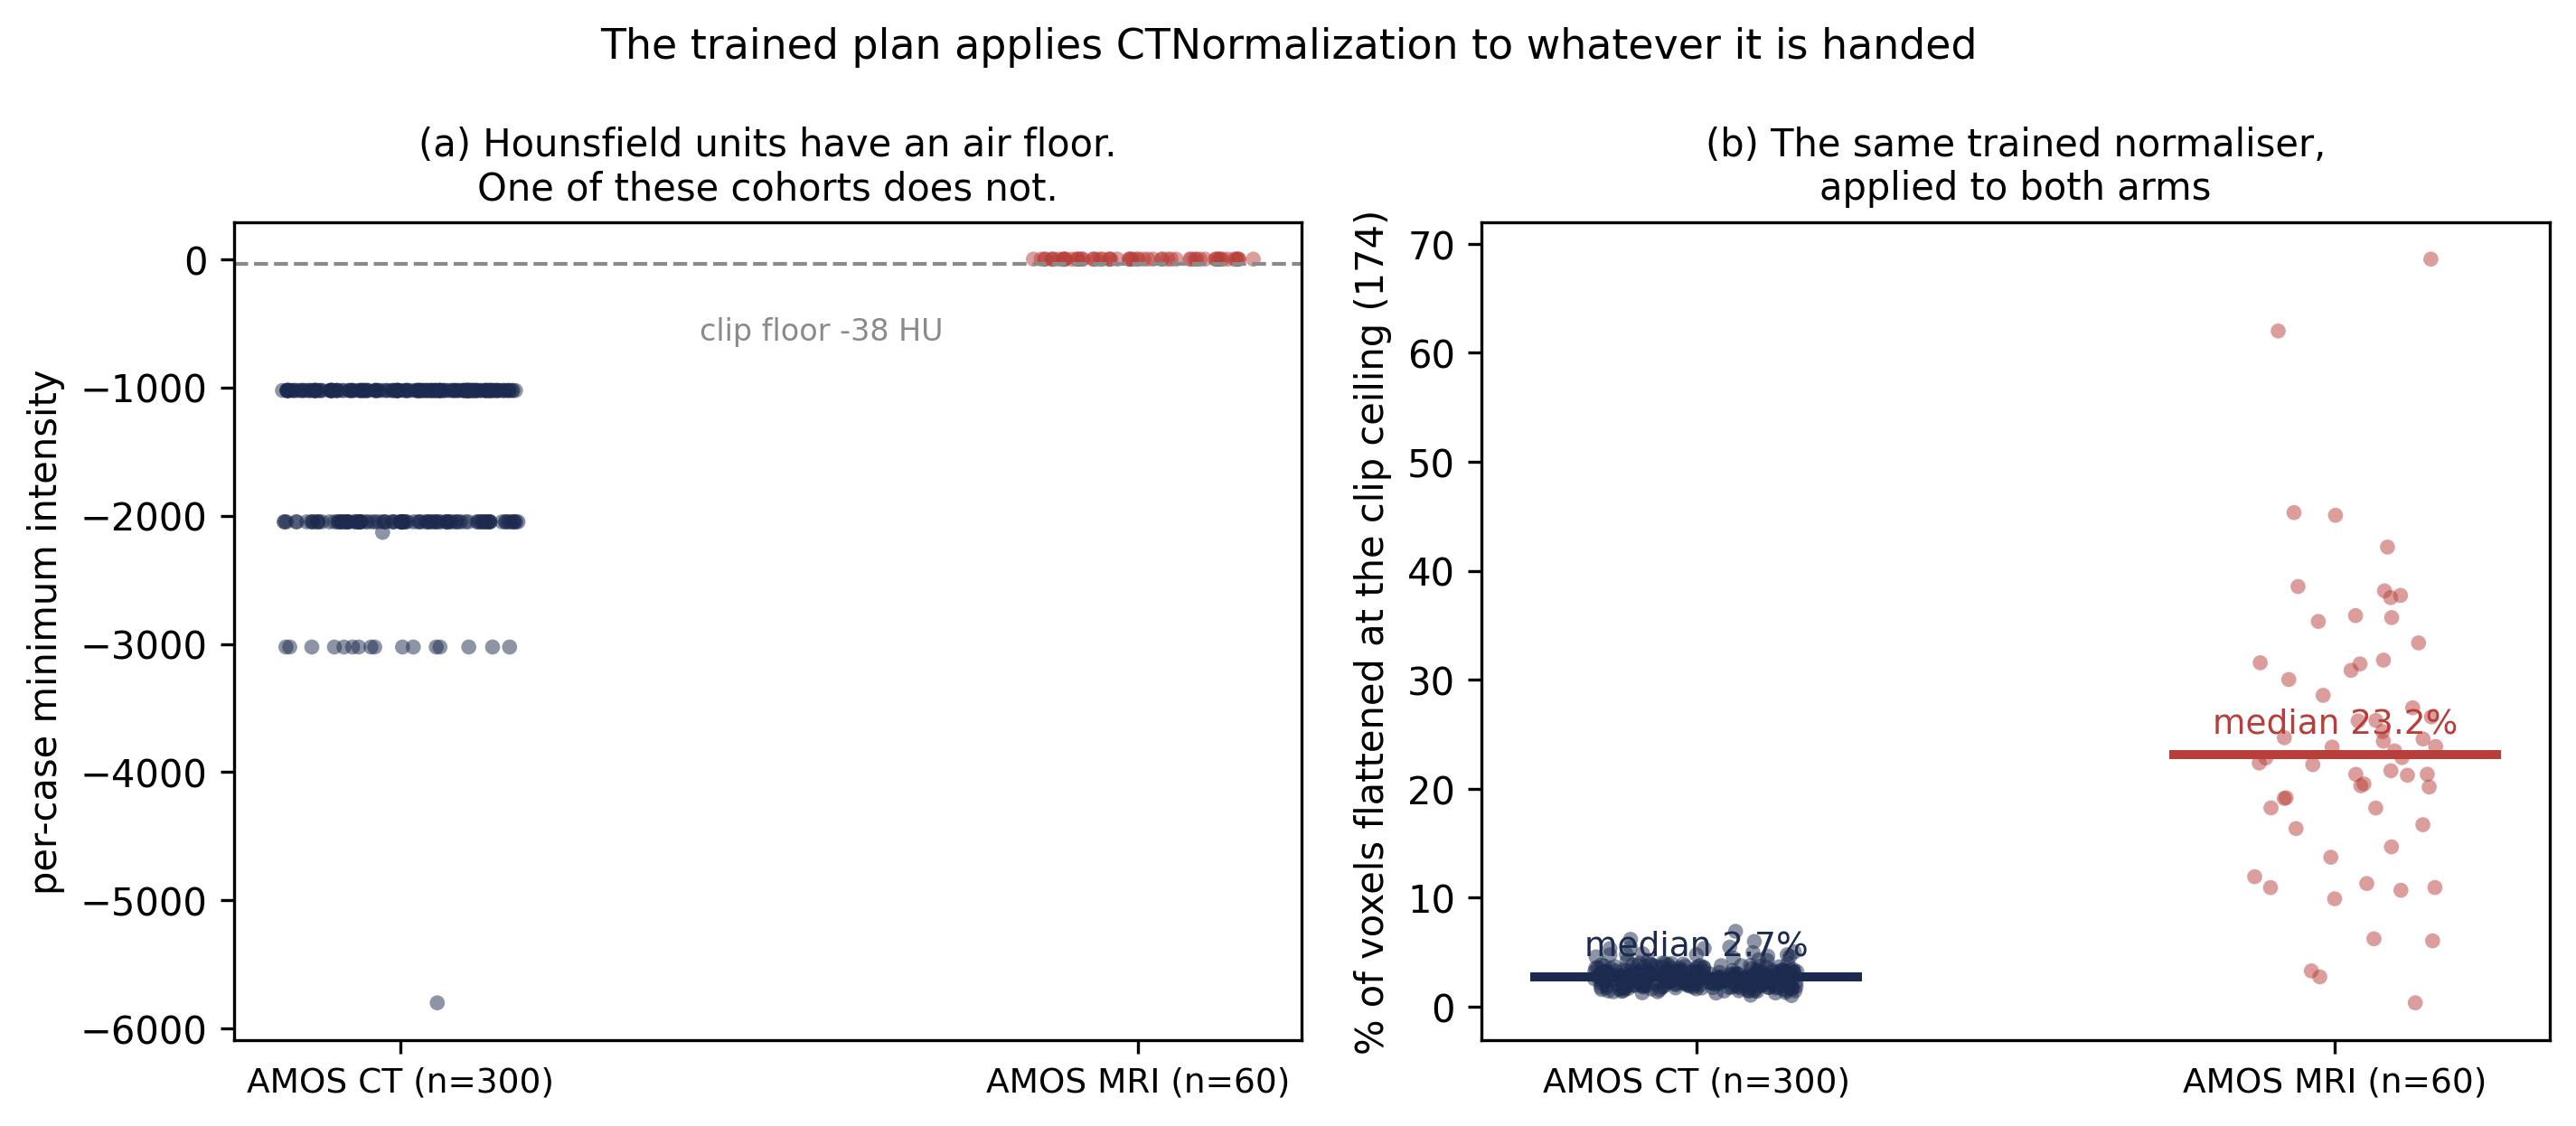 The trained plan applies CTNormalization to whatever it is handed
(a) Hounsfield units have an air floor.
One of these cohorts does not.
per-case minimum intensity
0
−1000
−2000
−3000
−4000
−5000
−6000
clip floor -38 HU
AMOS CT (n=300)
AMOS MRI (n=60)
(b) The same trained normaliser,
applied to both arms
% of voxels flattened at the clip ceiling (174)
70
60
50
40
30
20
10
0
median 23.2%
median 2.7%
AMOS CT (n=300)
AMOS MRI (n=60)